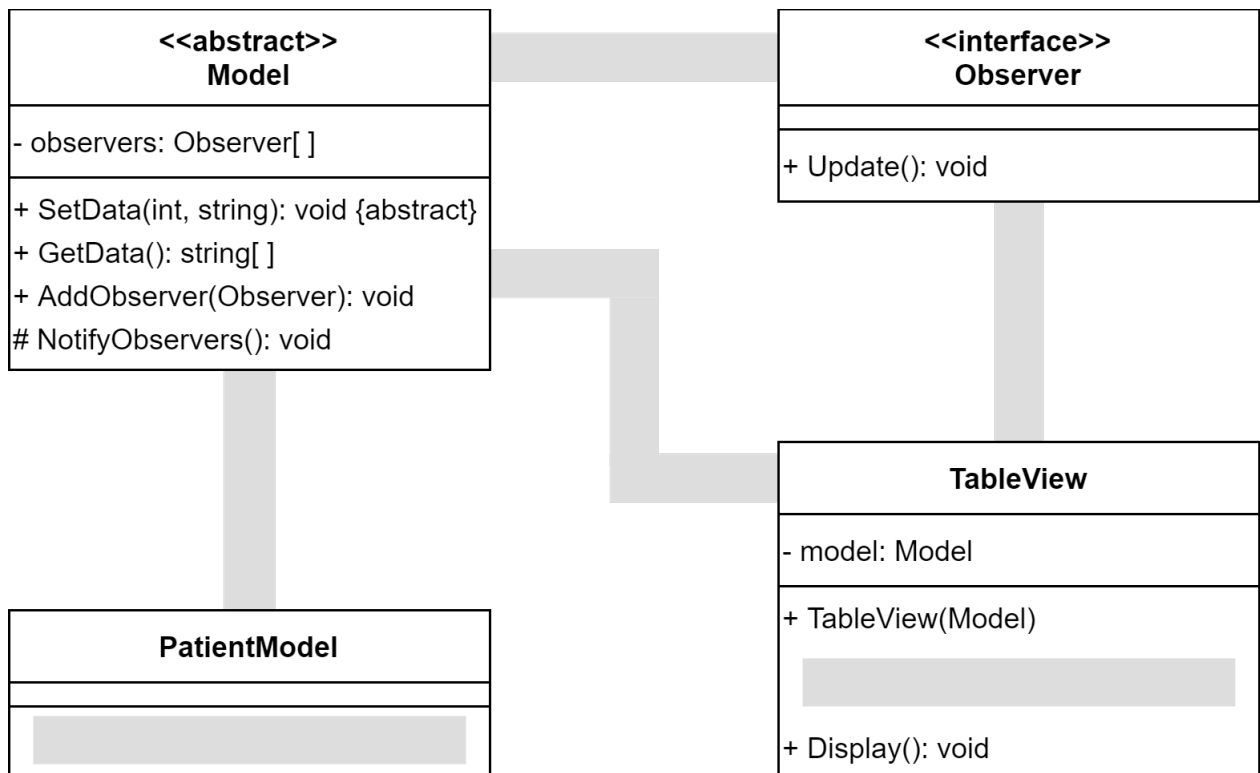 <<abstract>>
Model
- observers: Observer[ ]
+ SetData(int, string): void {abstract}
+ GetData(): string[ ]
+ AddObserver(Observer): void
# NotifyObservers(): void
<<interface>>
Observer
+ Update(): void
PatientModel
TableView
- model: Model
+ TableView(Model)
+ Display(): void